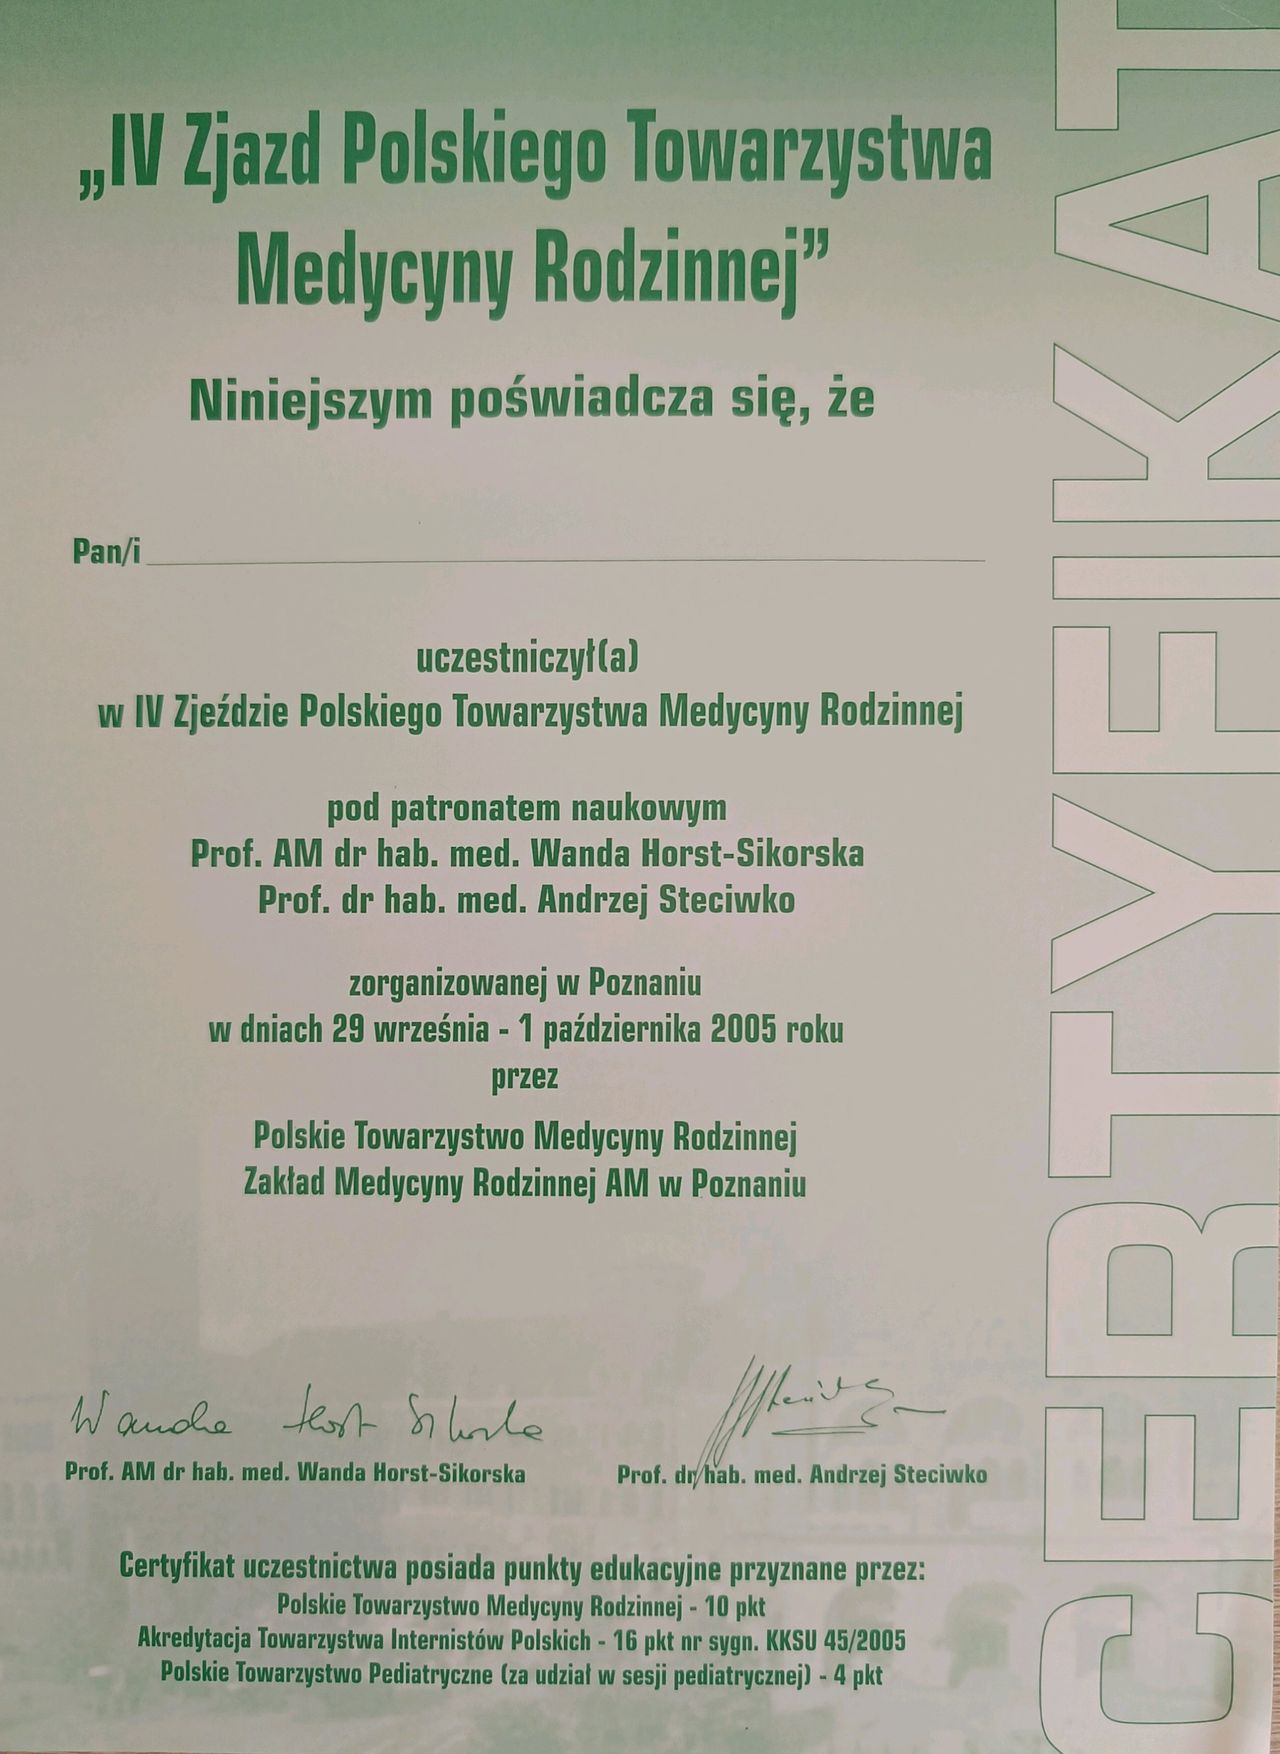 „IV Zjazd Polskiego Towarzystwa
Medycyny Rodzinnej”
Niniejszym poświadcza się, że
Pan/i
uczestniczył(a)
w IV Zjeździe Polskiego Towarzystwa Medycyny Rodzinnej
pod patronatem naukowym
Prof. AM dr hab. med. Wanda Horst-Sikorska
Prof. dr hab. med. Andrzej Steciwko
zorganizowanej w Poznaniu
w dniach 29 września - 1 października 2005 roku
przez
Polskie Towarzystwo Medycyny Rodzinnej
Zakład Medycyny Rodzinnej AM w Poznaniu
Wanda Horst Sikorska
Prof. AM dr hab. med. Wanda Horst-Sikorska
Prof. dr hab. med. Andrzej Steciwko
Certyfikat uczestnictwa posiada punkty edukacyjne przyznane przez:
Polskie Towarzystwo Medycyny Rodzinnej - 10 pkt
Akredytacja Towarzystwa Internistów Polskich - 16 pkt nr sygn. KKSU 45/2005
Polskie Towarzystwo Pediatryczne (za udział w sesji pediatrycznej) - 4 pkt
CERTYFIKAT